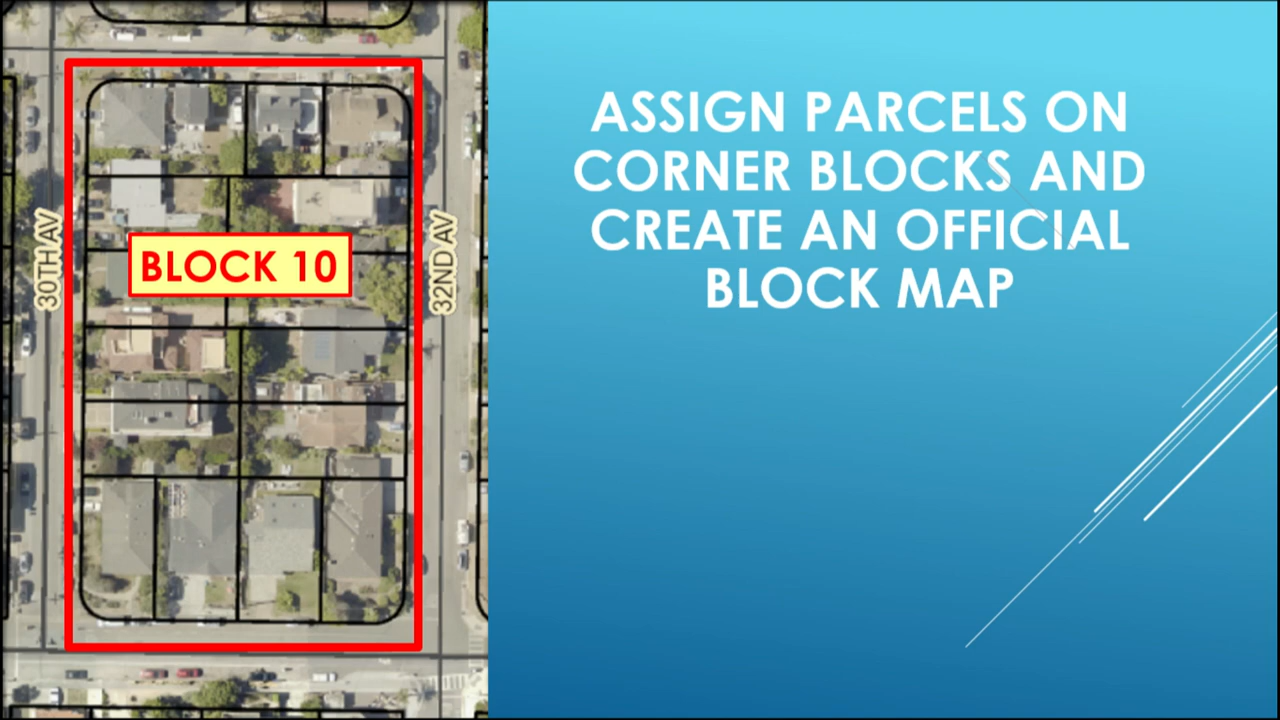 30TH AV
BLOCK 10
32ND AV
ASSIGN PARCELS ON
CORNER BLOCKS AND
CREATE AN OFFICIAL
BLOCK MAP